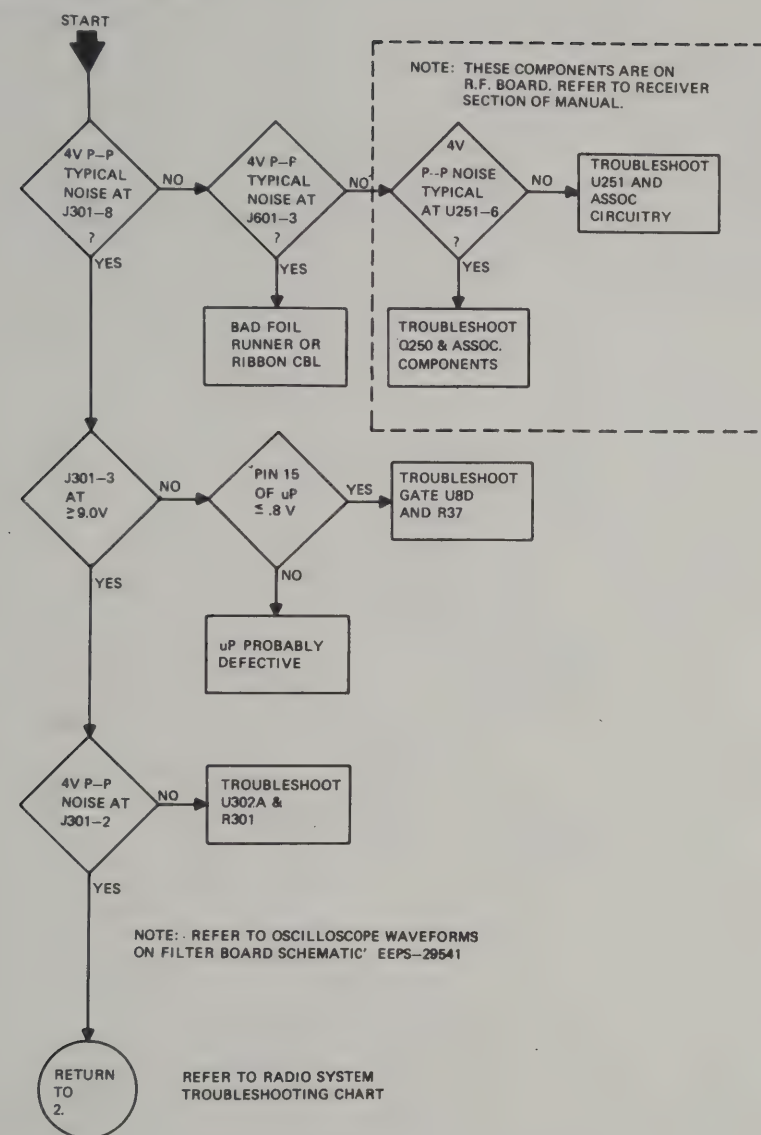 START
NOTE: THESE COMPONENTS ARE ON
R.F. BOARD. REFER TO RECEIVER
SECTION OF MANUAL.
4V P–P
TYPICAL
NOISE AT
J301–8
?
NO
4V P–P
TYPICAL
NOISE AT
J601–3
?
NO
4V
P--P NOISE
TYPICAL
AT U251–6
?
NO
TROUBLESHOOT
U251 AND
ASSOC
CIRCUITRY
YES
YES
YES
BAD FOIL
RUNNER OR
RIBBON CBL
TROUBLESHOOT
Q250 & ASSOC.
COMPONENTS
J301–3
AT
≥9.0V
NO
PIN 15
OF uP
≤ .8 V
YES
TROUBLESHOOT
GATE U8D
AND R37
YES
NO
uP PROBABLY
DEFECTIVE
4V P–P
NOISE AT
J301–2
NO
TROUBLESHOOT
U302A &
R301
YES
NOTE: REFER TO OSCILLOSCOPE WAVEFORMS
ON FILTER BOARD SCHEMATIC' EEPS–29541
RETURN
TO
2.
REFER TO RADIO SYSTEM
TROUBLESHOOTING CHART